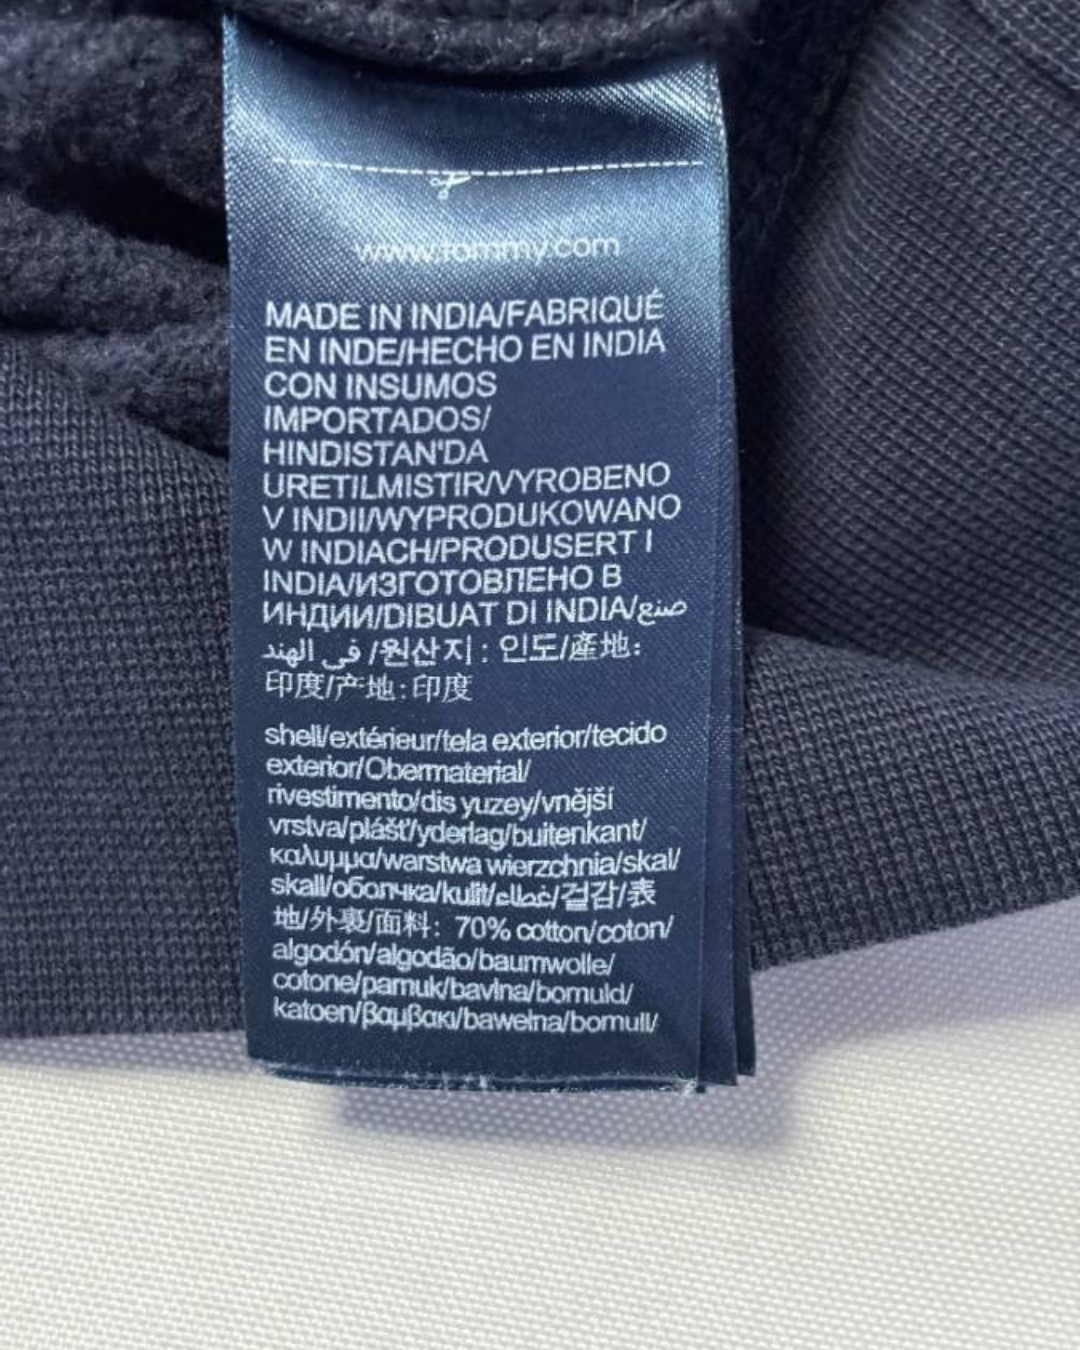 www.tommy.com
MADE IN INDIA/FABRIQUÉ
EN INDE/HECHO EN INDIA
CON INSUMOS
IMPORTADOS/
HINDISTAN'DA
URETILMISTIR/VYROBENO
V INDII/WYPRODUKOWANO
W INDIACH/PRODUSERT I
INDIA/ИЗГОТОВЛЕНО В
ИНДИИ/DIBUAT DI INDIA/صنع
في الهند /원산지 : 인도/產地:
印度/产地:印度
shell/extérieur/tela exterior/tecido
exterior/Obermaterial/
rivestimento/dis yuzey/vnější
vrstva/plášť/yderlag/buitenkant/
καλυμμα/warstwa wierzchnia/skal/
skall/оболчка/kulit/غطاء/겉감/表
地/外裏/面料: 70% cotton/coton/
algodón/algodão/baumwolle/
cotone/pamuk/bavlna/bomuld/
katoen/βαμβακι/bawełna/bomull/